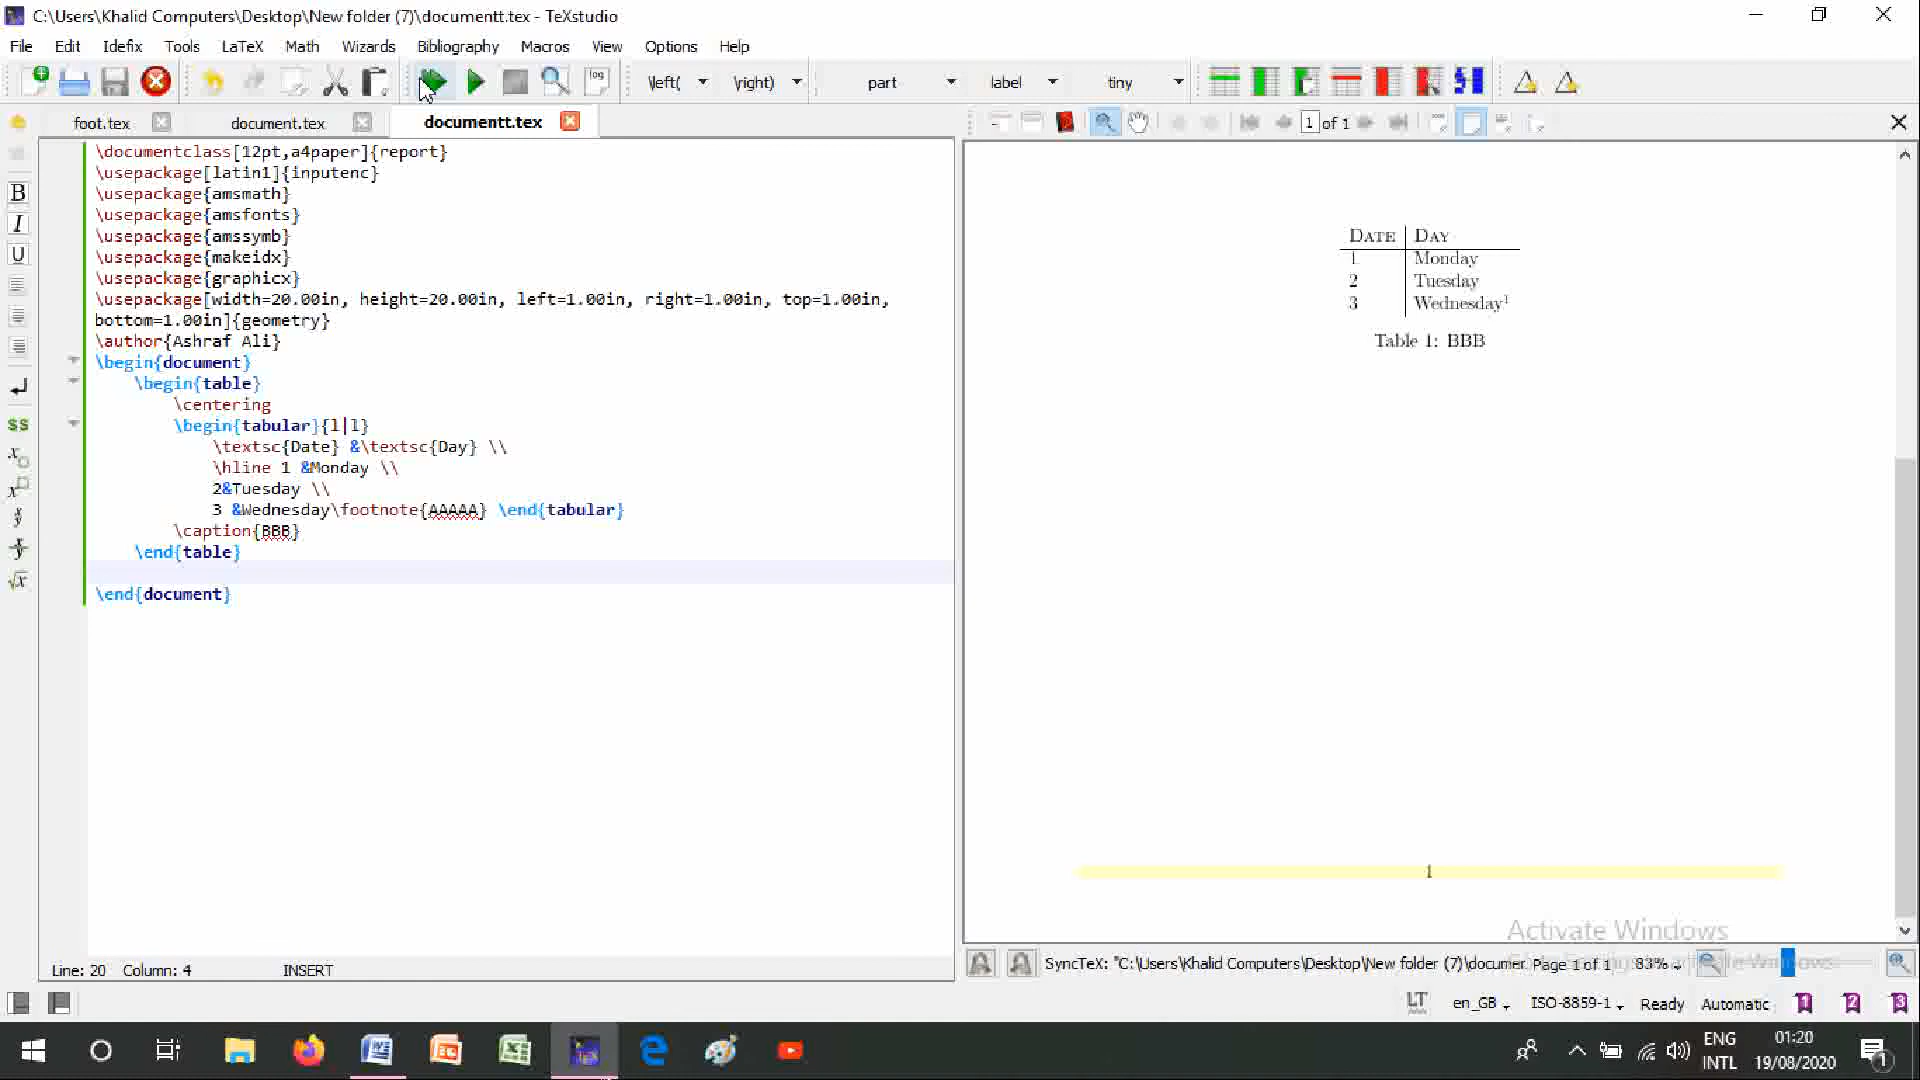 C:\Users\Khalid Computers\Desktop\New folder (7)\documentt.tex - TeXstudio
File Edit Idefix Tools LaTeX Math Wizards Bibliography Macros View Options Help
log \left( \right) part label tiny
foot.tex document.tex documentt.tex
1 of 1
\documentclass[12pt,a4paper]{report}
\usepackage[latin1]{inputenc}
\usepackage{amsmath}
\usepackage{amsfonts}
\usepackage{amssymb}
\usepackage{makeidx}
\usepackage{graphicx}
\usepackage[width=20.00in, height=20.00in, left=1.00in, right=1.00in, top=1.00in,
bottom=1.00in]{geometry}
\author{Ashraf Ali}
\begin{document}
\begin{table}
\centering
\begin{tabular}{l|l}
\textsc{Date} &\textsc{Day} \\
\hline 1 &Monday \\
2&Tuesday \\
3 &Wednesday\footnote{AAAAA} \end{tabular}
\caption{BBB}
\end{table}
\end{document}
B
I
U
$$
DATE DAY
1 Monday
2 Tuesday
3 Wednesday1
Table 1: BBB
1
Activate Windows
Line: 20 Column: 4 INSERT
SyncTeX: "C:\Users\Khalid Computers\Desktop\New folder (7)\documen Page 1 of 1 83%
LT en_GB ISO-8859-1 Ready Automatic 1 2 3
ENG 01:20
INTL 19/08/2020 1